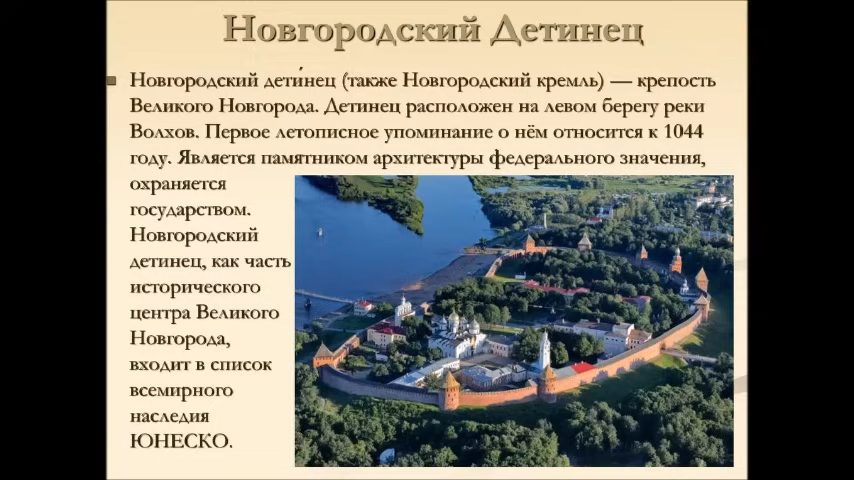 Новгородский Детинец
Новгородский дети́нец (также Новгородский кремль) — крепость
Великого Новгорода. Детинец расположен на левом берегу реки
Волхов. Первое летописное упоминание о нём относится к 1044
году. Является памятником архитектуры федерального значения,
охраняется
государством.
Новгородский
детинец, как часть
исторического
центра Великого
Новгорода,
входит в список
всемирного
наследия
ЮНЕСКО.